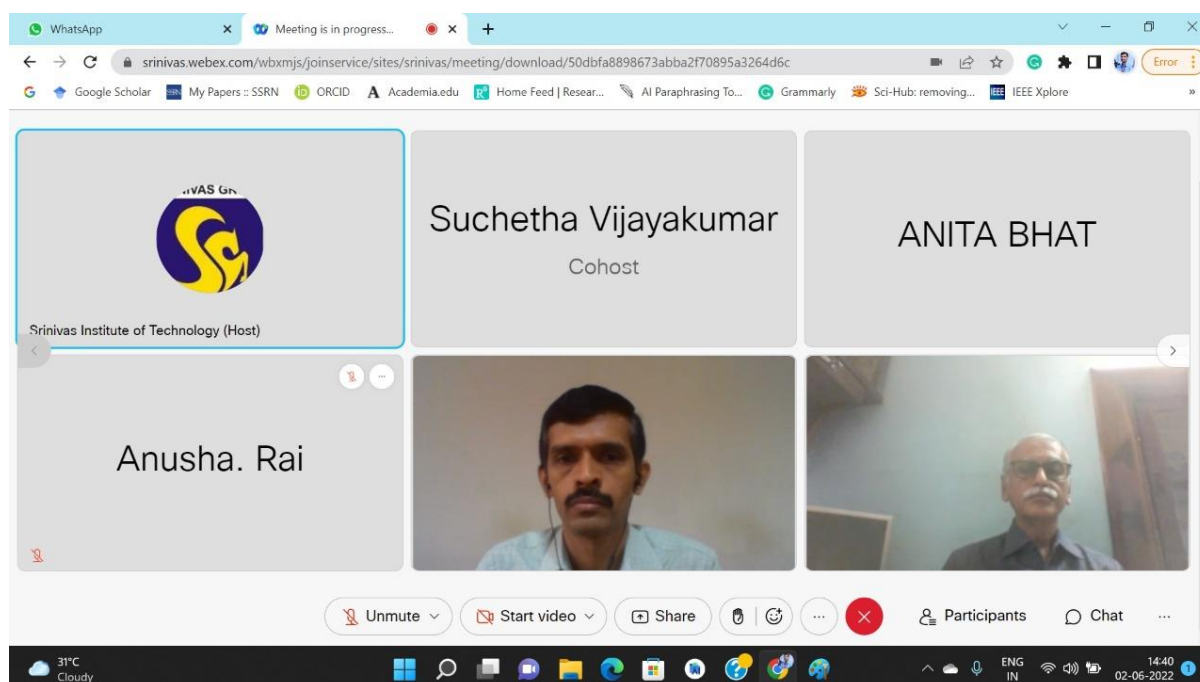 WhatsApp
Meeting is in progress...
srinivas.webex.com/wbxmjs/joinservice/sites/srinivas/meeting/download/50dbfa8898673abba2f70895a3264d6c
Error
Google Scholar
My Papers :: SSRN
ORCID
Academia.edu
Home Feed | Resear...
AI Paraphrasing To...
Grammarly
Sci-Hub: removing...
IEEE Xplore
Srinivas Institute of Technology (Host)
Suchetha Vijayakumar
Cohost
ANITA BHAT
Anusha. Rai
Unmute
Start video
Share
Participants
Chat
31°C
Cloudy
ENG
IN
14:40
02-06-2022
1